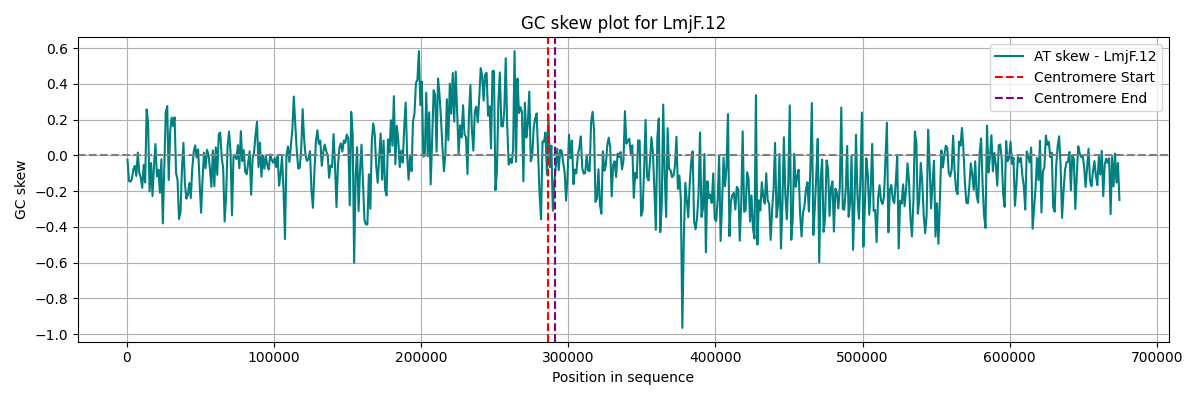 GC skew plot for LmjF.12
AT skew - LmjF.12
Centromere Start
Centromere End
GC skew
0.6
0.4
0.2
0.0
−0.2
−0.4
−0.6
−0.8
−1.0
0 100000 200000 300000 400000 500000 600000 700000
Position in sequence